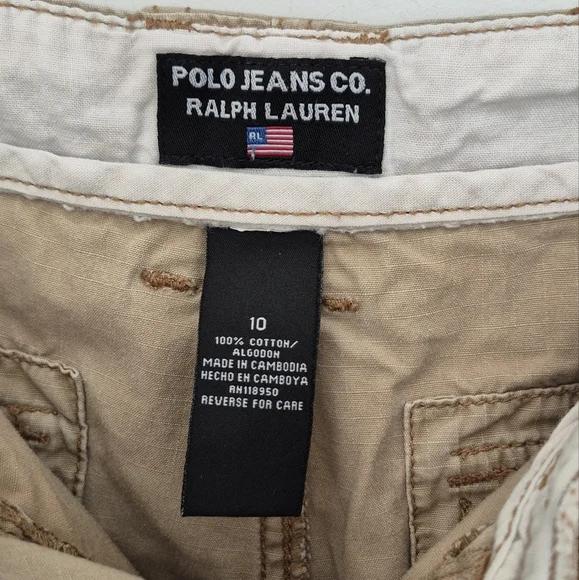 POLO JEANS CO.
RALPH LAUREN
RL
10
100% COTTON/
ALGODON
MADE IN CAMBODIA
HECHO EN CAMBOYA
RN118950
REVERSE FOR CARE